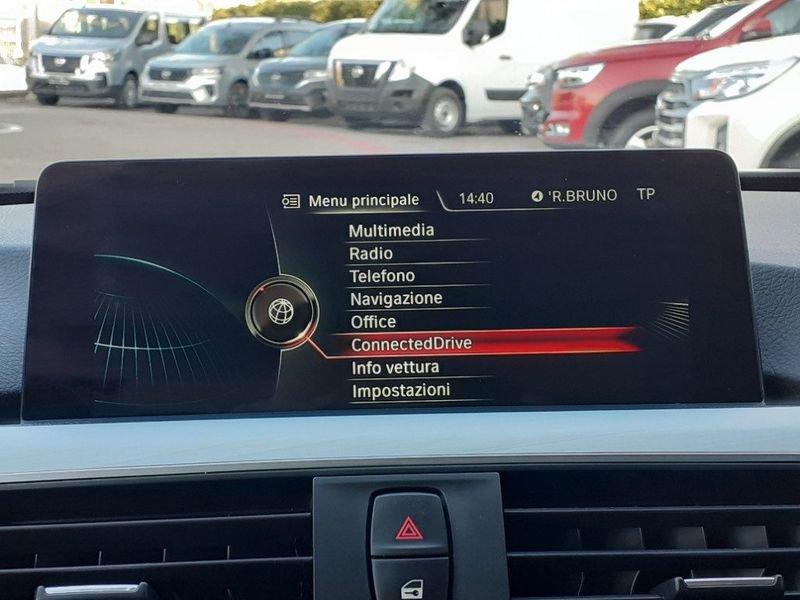 Menu principale 14:40 'R.BRUNO TP
Multimedia
Radio
Telefono
Navigazione
Office
ConnectedDrive
Info vettura
Impostazioni